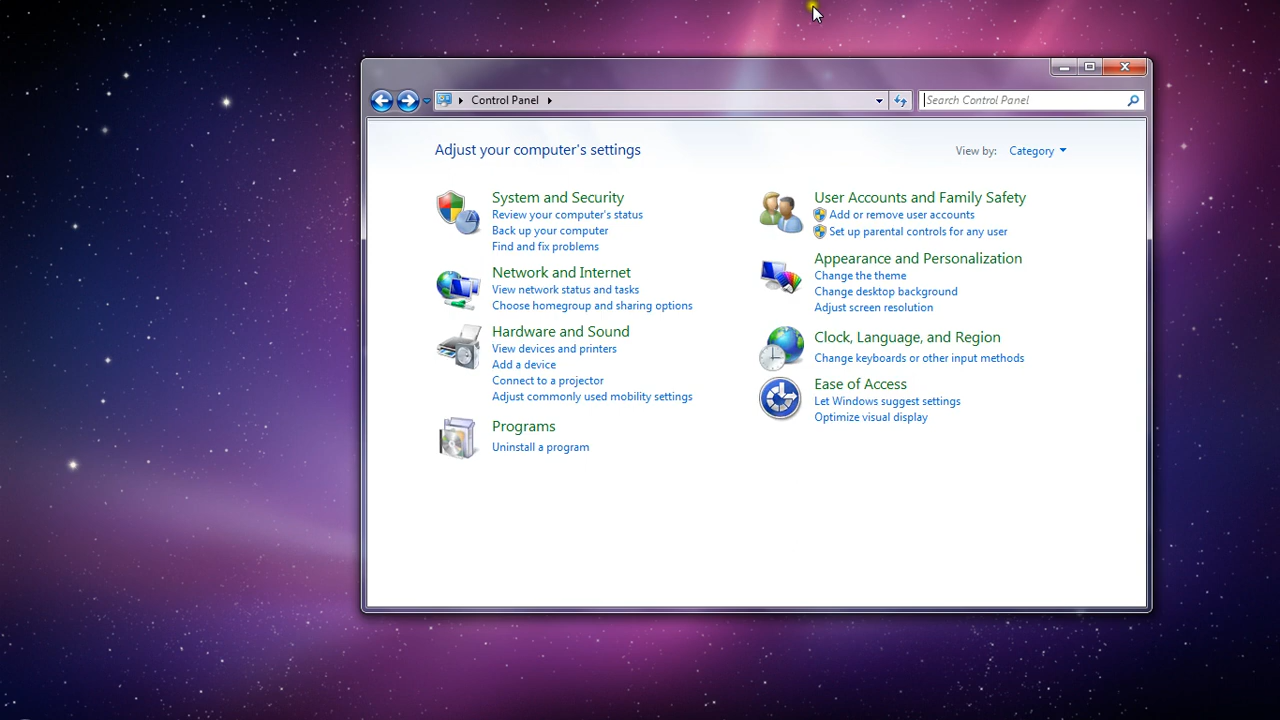 Control Panel
Search Control Panel
Adjust your computer's settings
View by: Category
System and Security
Review your computer's status
Back up your computer
Find and fix problems
Network and Internet
View network status and tasks
Choose homegroup and sharing options
Hardware and Sound
View devices and printers
Add a device
Connect to a projector
Adjust commonly used mobility settings
Programs
Uninstall a program
User Accounts and Family Safety
Add or remove user accounts
Set up parental controls for any user
Appearance and Personalization
Change the theme
Change desktop background
Adjust screen resolution
Clock, Language, and Region
Change keyboards or other input methods
Ease of Access
Let Windows suggest settings
Optimize visual display